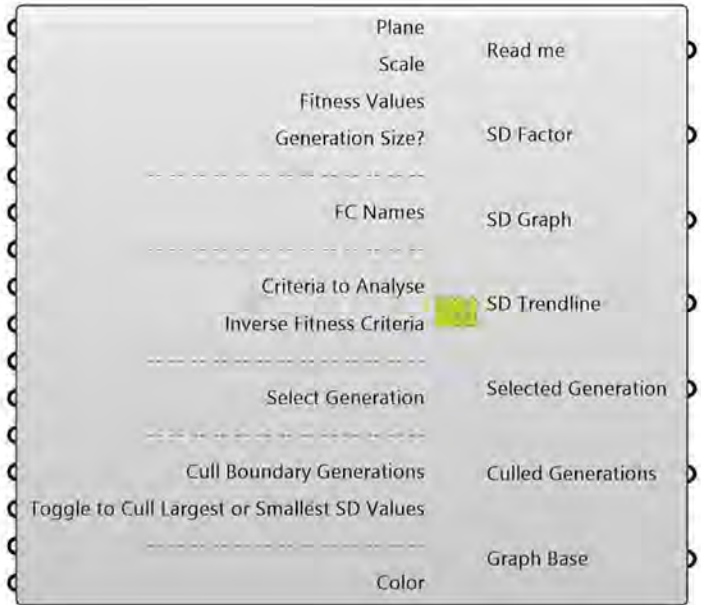 Plane
Scale
Fitness Values
Generation Size?
FC Names
Criteria to Analyse
Inverse Fitness Criteria
Select Generation
Cull Boundary Generations
Toggle to Cull Largest or Smallest SD Values
Color
Read me
SD Factor
SD Graph
SD Trendline
Selected Generation
Culled Generations
Graph Base